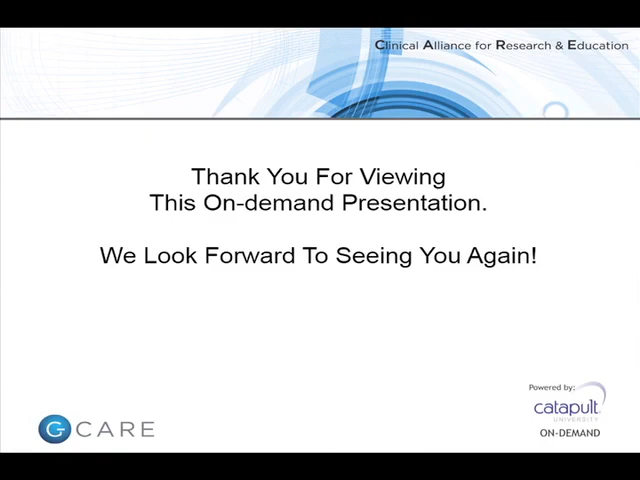 Clinical Alliance for Research & Education
Thank You For Viewing
This On-demand Presentation.
We Look Forward To Seeing You Again!
Powered by:
catapult
UNIVERSITY
ON-DEMAND
G CARE